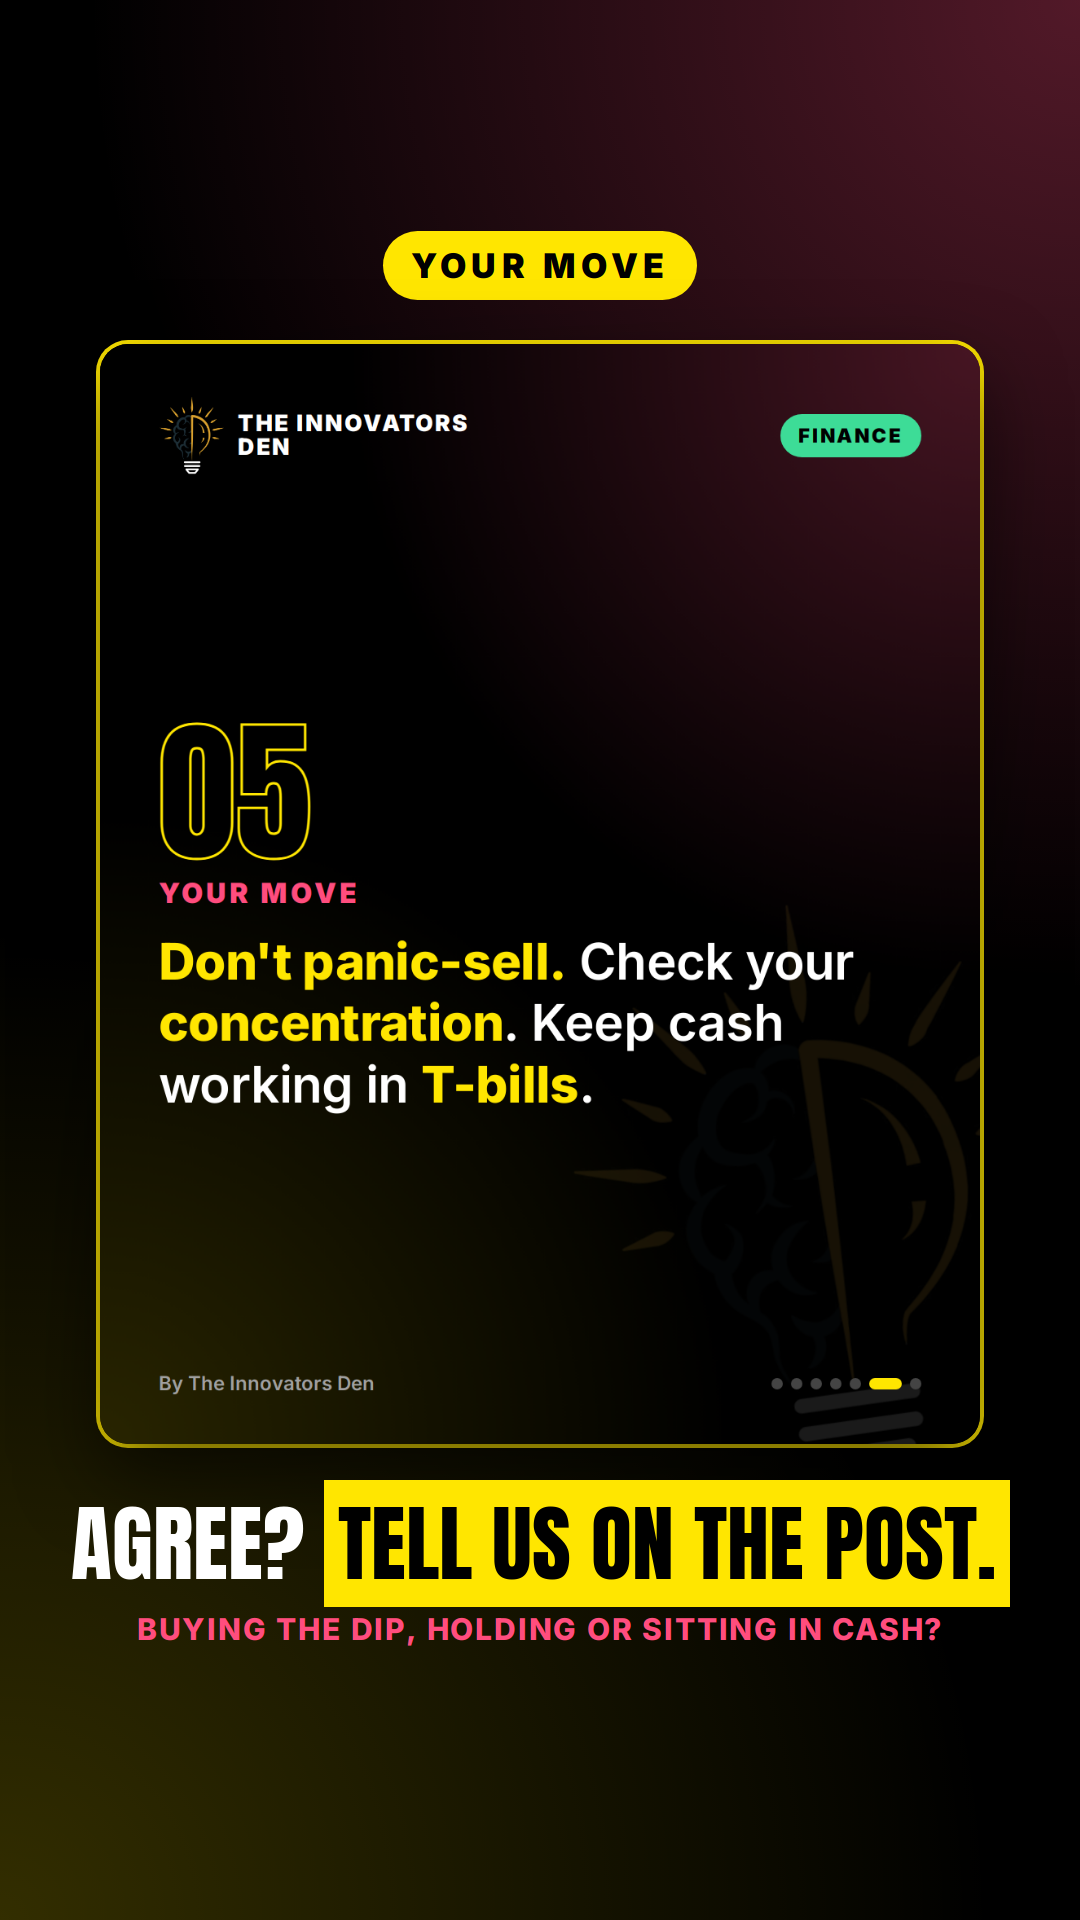 YOUR MOVE
THE INNOVATORS
DEN
FINANCE
05
YOUR MOVE
Don't panic-sell. Check your
concentration. Keep cash
working in T-bills.
By The Innovators Den
AGREE? TELL US ON THE POST.
BUYING THE DIP, HOLDING OR SITTING IN CASH?